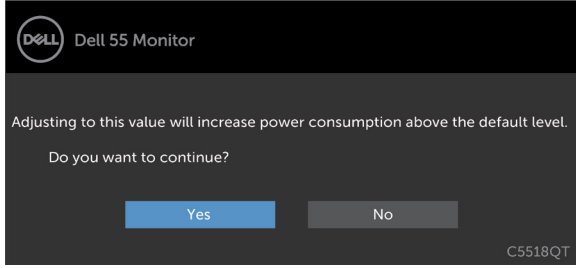 DELL
Dell 55 Monitor
Adjusting to this value will increase power consumption above the default level.
Do you want to continue?
Yes
No
C5518QT